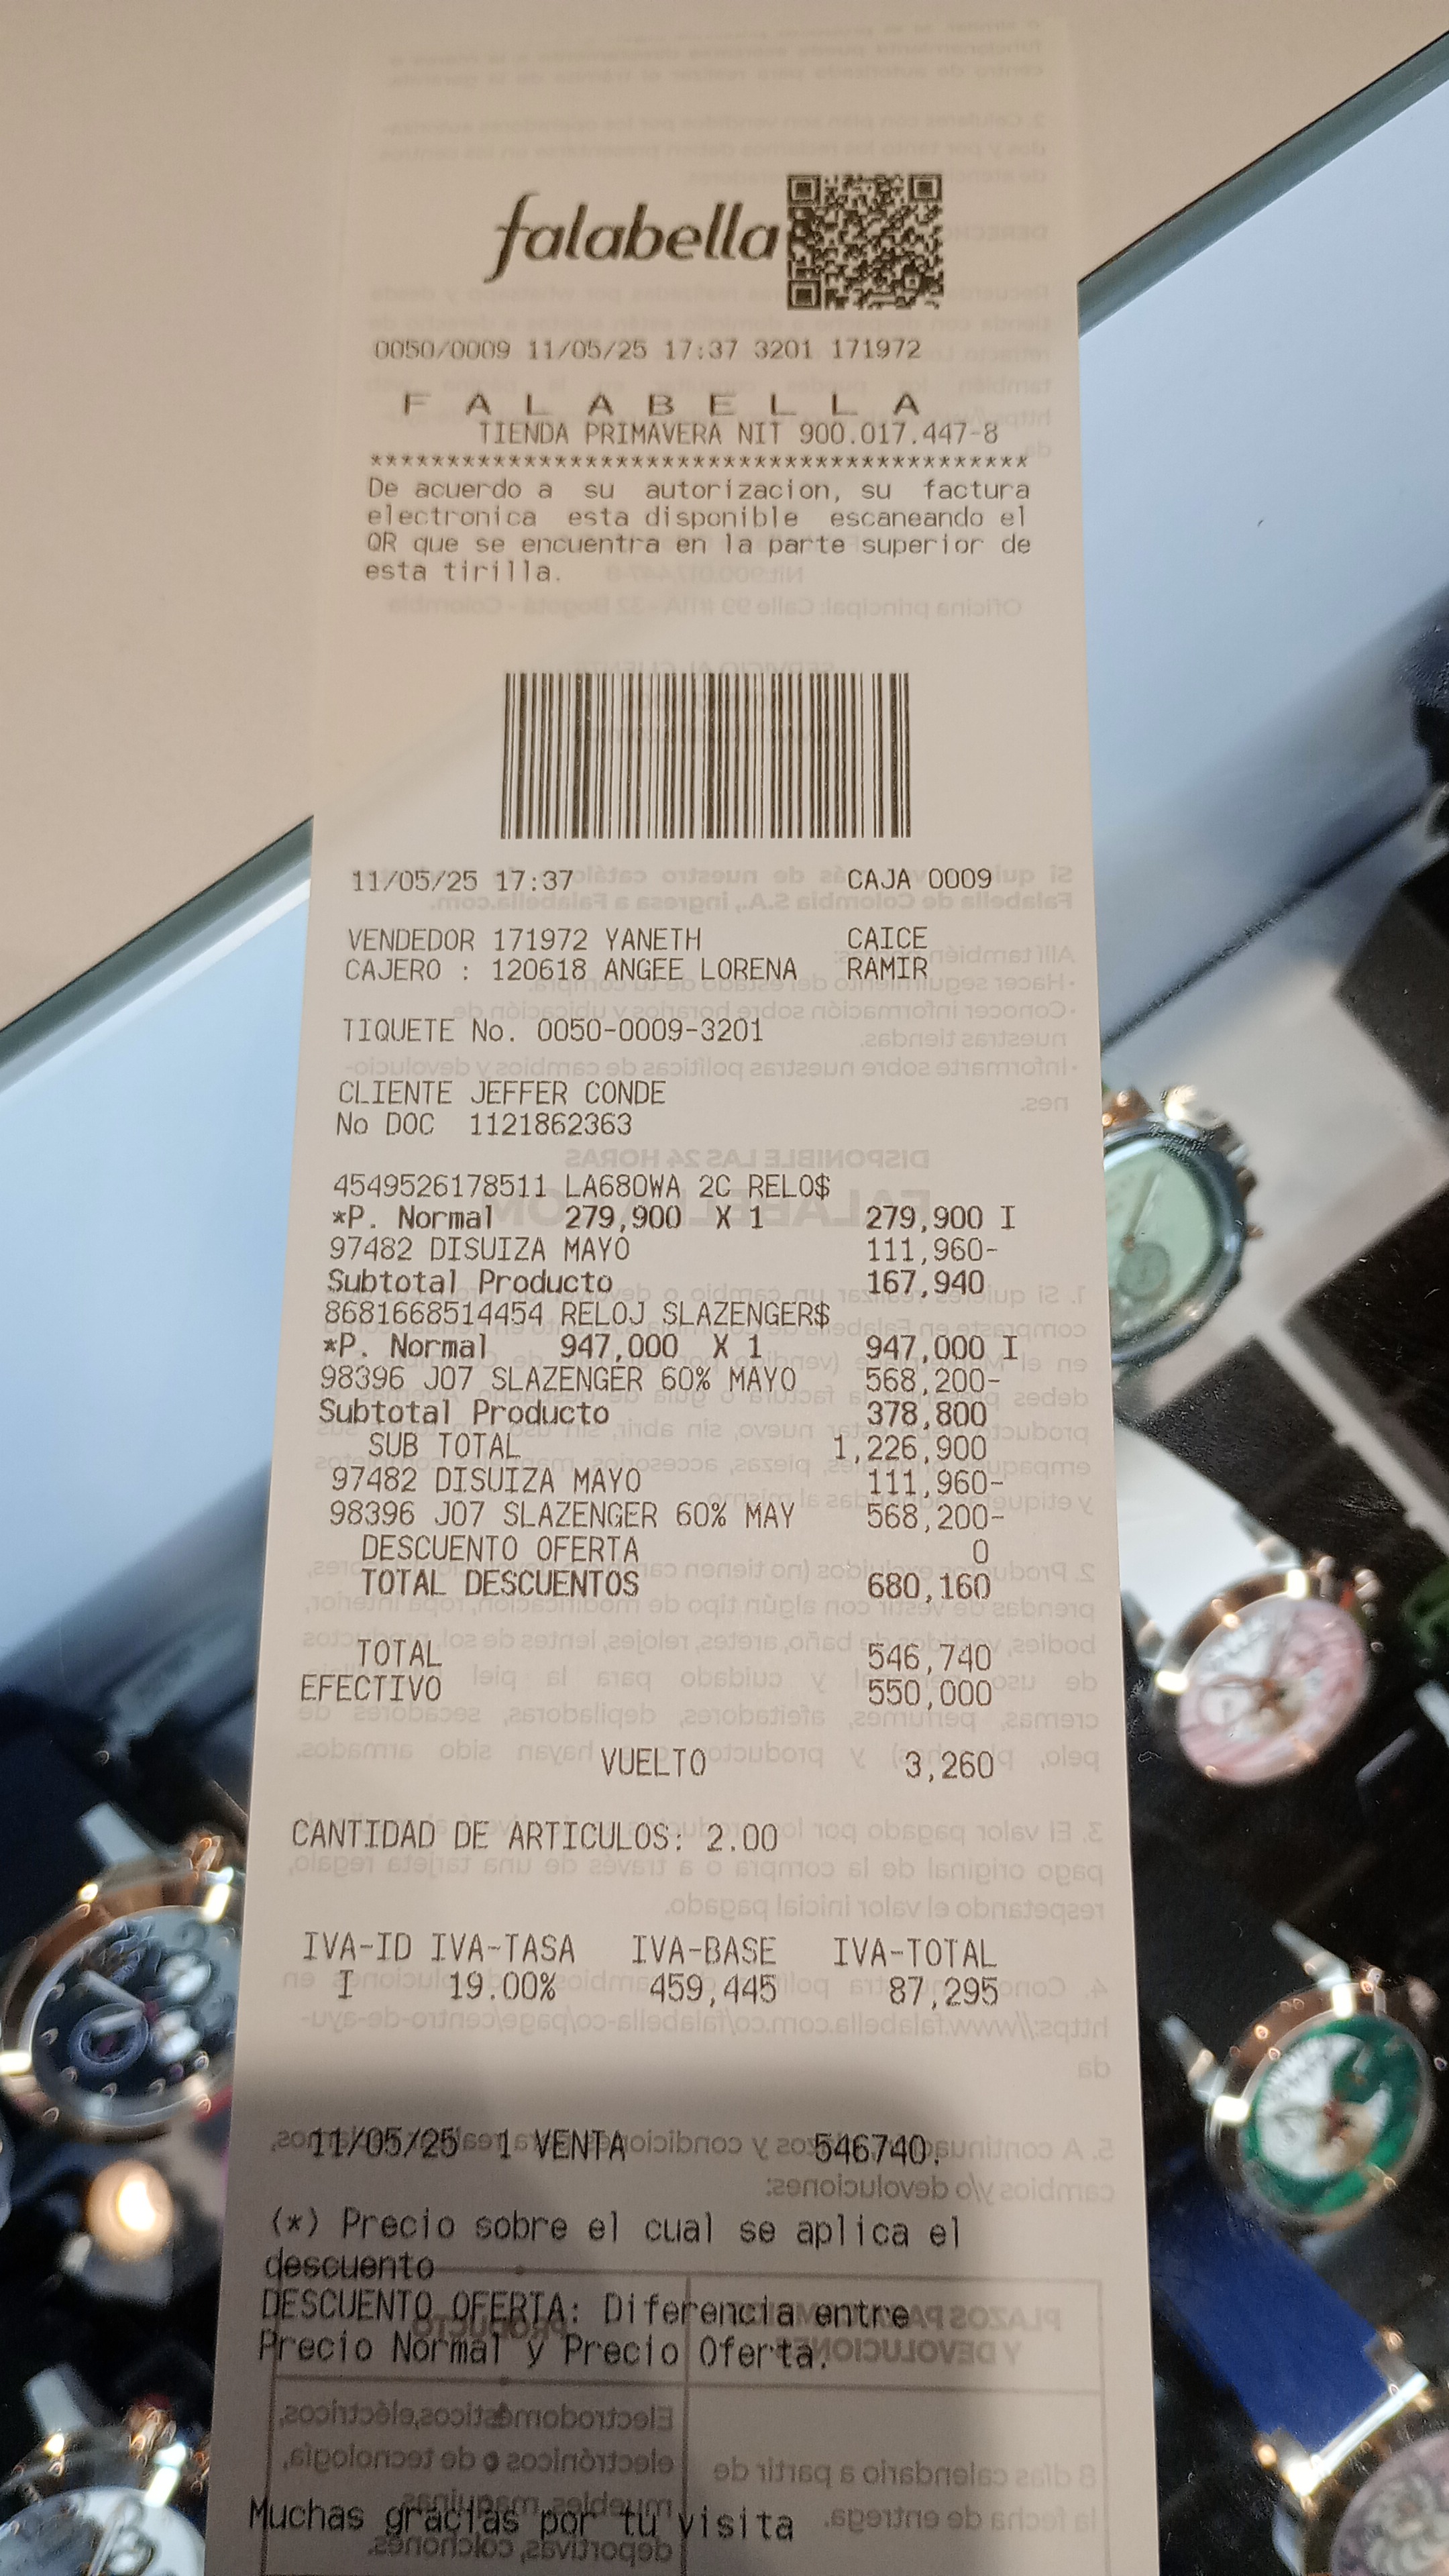 falabella
0050/0009 11/05/25 17:37 3201 171972
F A L A B E L L A
TIENDA PRIMAVERA NIT 900.017.447-8
*******************************************
De acuerdo a su autorizacion, su factura
electronica esta disponible escaneando el
QR que se encuentra en la parte superior de
esta tirilla.
11/05/25 17:37 CAJA 0009
VENDEDOR 171972 YANETH CAICE
CAJERO : 120618 ANGEE LORENA RAMIR
TIQUETE No. 0050-0009-3201
CLIENTE JEFFER CONDE
No DOC 1121862363
4549526178511 LA680WA 2C RELO$
*P. Normal 279,900 X 1 279,900 I
97482 DISUIZA MAYO 111,960-
Subtotal Producto 167,940
8681668514454 RELOJ SLAZENGER$
*P. Normal 947,000 X 1 947,000 I
98396 J07 SLAZENGER 60% MAYO 568,200-
Subtotal Producto 378,800
SUB TOTAL 1,226,900
97482 DISUIZA MAYO 111,960-
98396 J07 SLAZENGER 60% MAY 568,200-
DESCUENTO OFERTA 0
TOTAL DESCUENTOS 680,160
TOTAL 546,740
EFECTIVO 550,000
VUELTO 3,260
CANTIDAD DE ARTICULOS: 2.00
IVA-ID IVA-TASA IVA-BASE IVA-TOTAL
I 19.00% 459,445 87,295
11/05/25 1 VENTA 546740.
(*) Precio sobre el cual se aplica el
descuento
DESCUENTO OFERTA: Diferencia entre
Precio Normal y Precio Oferta.
Muchas gracias por tu visita